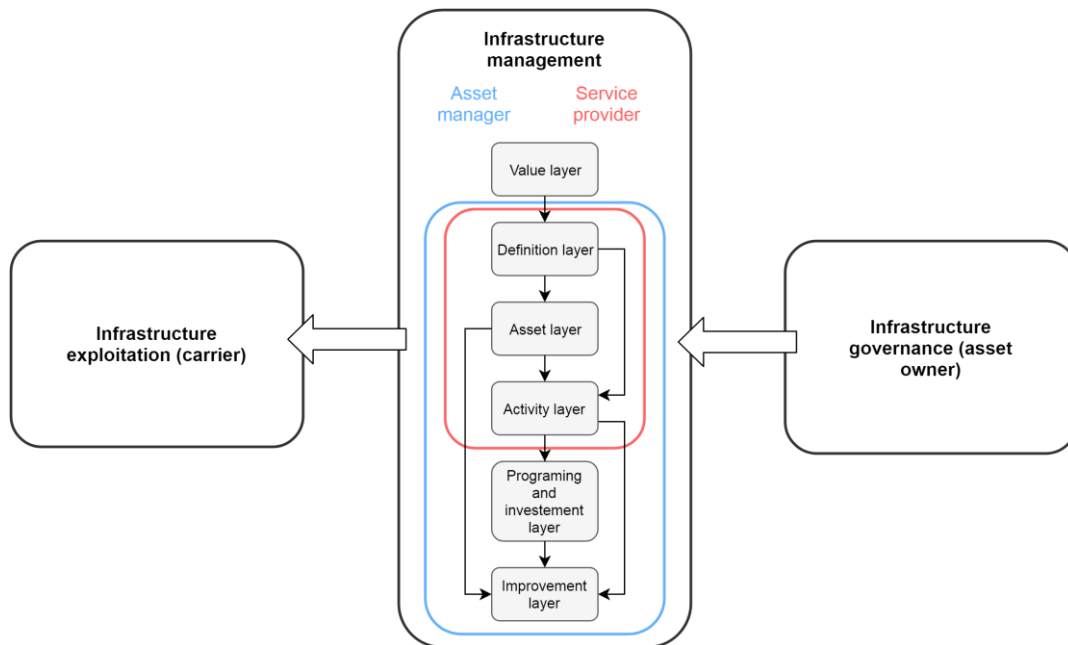 Infrastructure
management
Asset
manager
Service
provider
Value layer
Definition layer
Asset layer
Activity layer
Programing
and
investement
layer
Improvement
layer
Infrastructure
exploitation (carrier)
Infrastructure
governance (asset
owner)